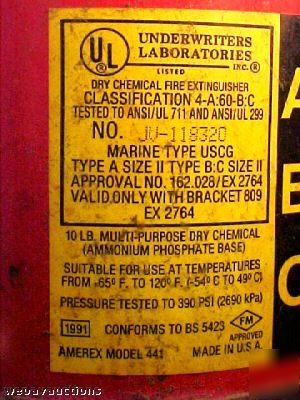 UL
UNDERWRITERS
LABORATORIES
INC.®
LISTED
DRY CHEMICAL FIRE EXTINGUISHER
CLASSIFICATION 4-A:60-B:C
TESTED TO ANSI/UL 711 AND ANSI/UL 299
NO. JV-118320
MARINE TYPE USCG
TYPE A SIZE II TYPE B:C SIZE II
APPROVAL NO. 162.028/EX 2764
VALID ONLY WITH BRACKET 809
EX 2764
10 LB. MULTI-PURPOSE DRY CHEMICAL
(AMMONIUM PHOSPHATE BASE)
SUITABLE FOR USE AT TEMPERATURES
FROM -65° F. TO 120° F. (-54° C TO 49° C)
PRESSURE TESTED TO 390 PSI (2690 kPa)
1991 CONFORMS TO BS 5423
FM
APPROVED
AMEREX MODEL 441 MADE IN U.S.A.
A
B
C
webuyauctions